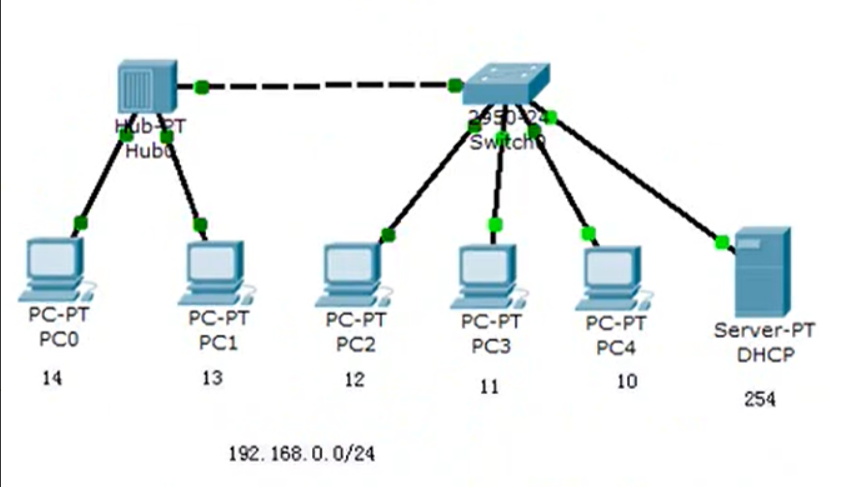 Hub-PT
Hub0
2950-24
Switch0
PC-PT
PC0
14
PC-PT
PC1
13
PC-PT
PC2
12
PC-PT
PC3
11
PC-PT
PC4
10
Server-PT
DHCP
254
192.168.0.0/24